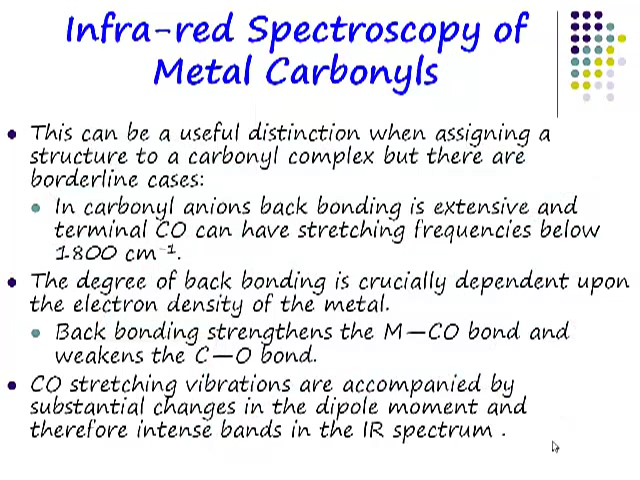 Infra-red Spectroscopy of
Metal Carbonyls
• This can be a useful distinction when assigning a
structure to a carbonyl complex but there are
borderline cases:
• In carbonyl anions back bonding is extensive and
terminal CO can have stretching frequencies below
1800 cm⁻¹.
• The degree of back bonding is crucially dependent upon
the electron density of the metal.
• Back bonding strengthens the M—CO bond and
weakens the C—O bond.
• CO stretching vibrations are accompanied by
substantial changes in the dipole moment and
therefore intense bands in the IR spectrum .